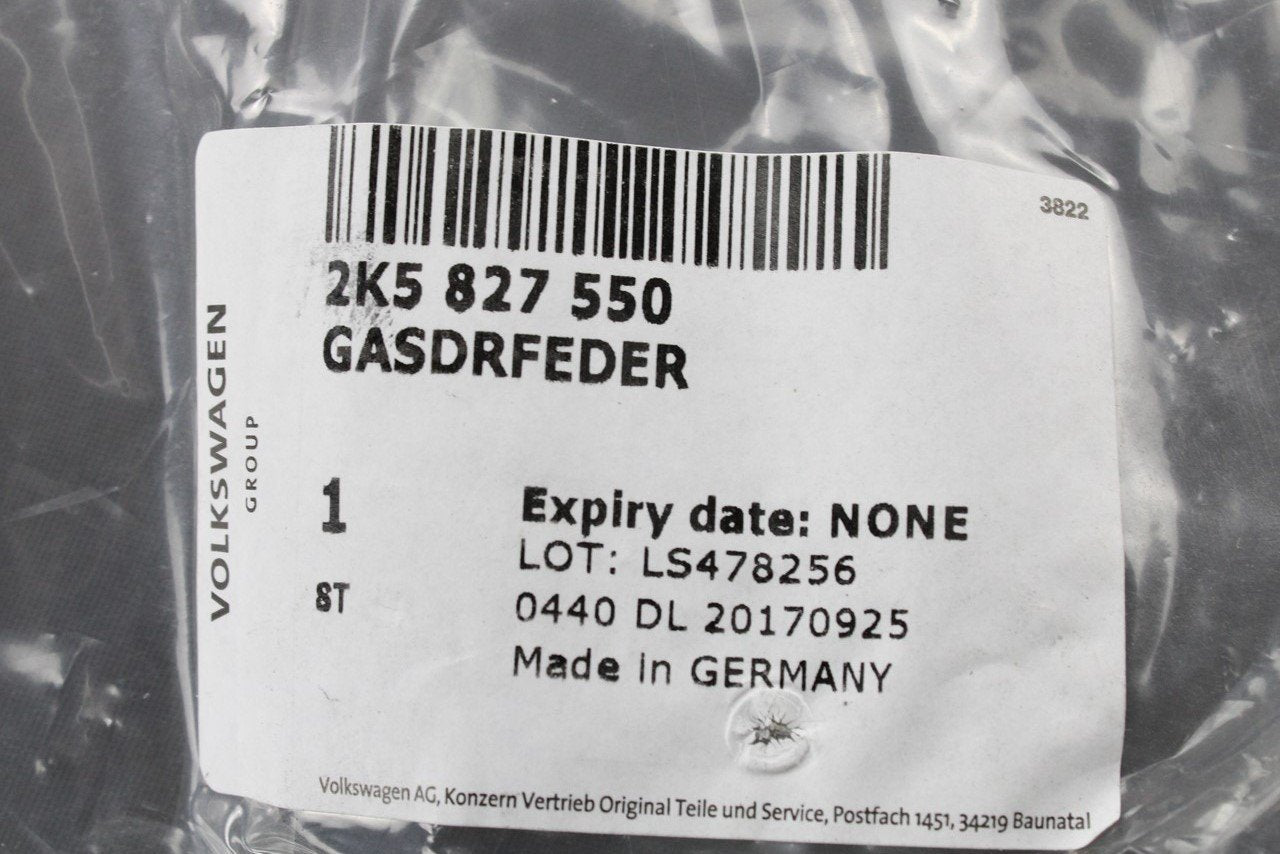 3822
2K5 827 550
GASDRFEDER
VOLKSWAGEN
GROUP
1
ST
Expiry date: NONE
LOT: LS478256
0440 DL 20170925
Made in GERMANY
Volkswagen AG, Konzern Vertrieb Original Teile und Service, Postfach 1451, 34219 Baunatal